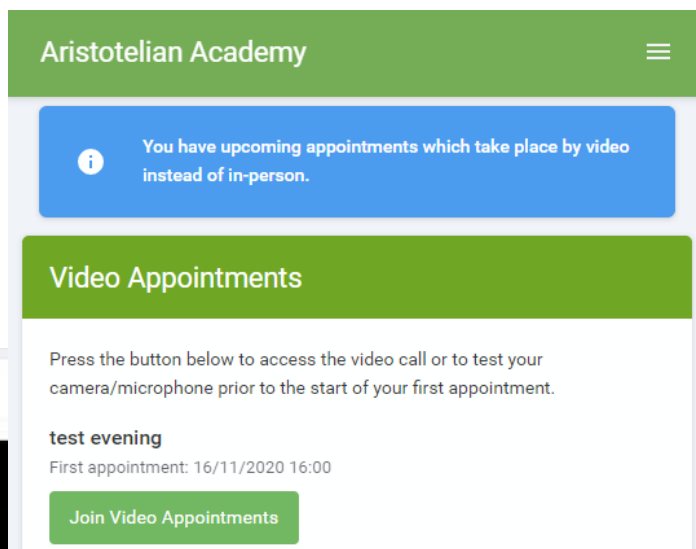 Aristotelian Academy
You have upcoming appointments which take place by video
instead of in-person.
Video Appointments
Press the button below to access the video call or to test your
camera/microphone prior to the start of your first appointment.
test evening
First appointment: 16/11/2020 16:00
Join Video Appointments